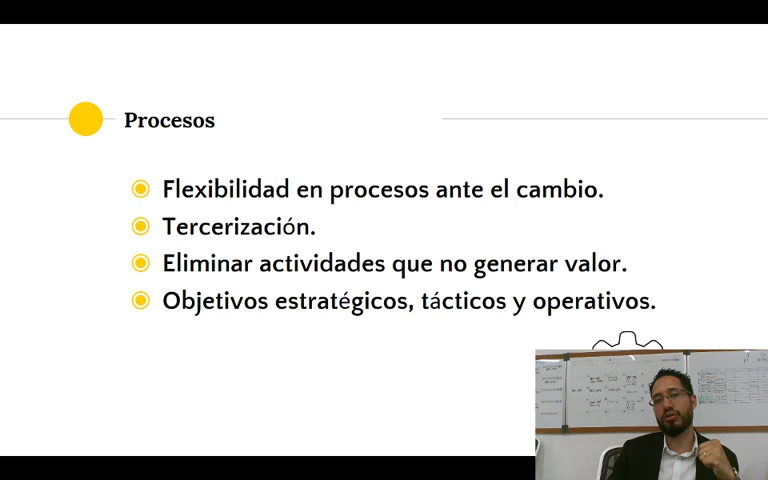 Procesos
Flexibilidad en procesos ante el cambio.
Tercerización.
Eliminar actividades que no generar valor.
Objetivos estratégicos, tácticos y operativos.